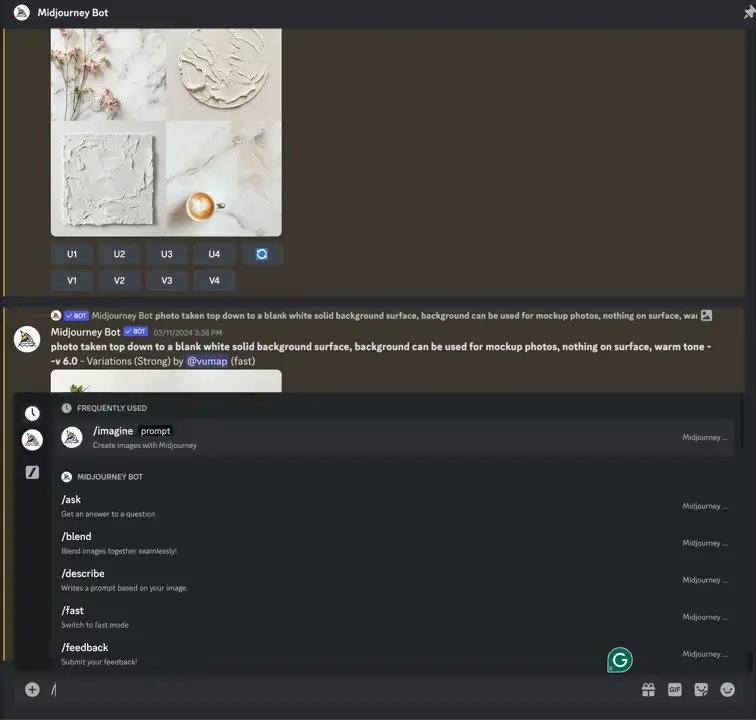 Midjourney Bot
U1 U2 U3 U4
V1 V2 V3 V4
BOT Midjourney Bot photo taken top down to a blank white solid background surface, background can be used for mockup photos, nothing on surface, wai
Midjourney Bot BOT 03/11/2024 3:38 PM
photo taken top down to a blank white solid background surface, background can be used for mockup photos, nothing on surface, warm tone -
-v 6.0 - Variations (Strong) by @vumap (fast)
FREQUENTLY USED
/imagine prompt
Create images with Midjourney
Midjourney ...
MIDJOURNEY BOT
/ask
Get an answer to a question
Midjourney ...
/blend
Blend images together seamlessly!
Midjourney ...
/describe
Writes a prompt based on your image.
Midjourney ...
/fast
Switch to fast mode
Midjourney ...
/feedback
Submit your feedback!
Midjourney ...
G
/
GIF